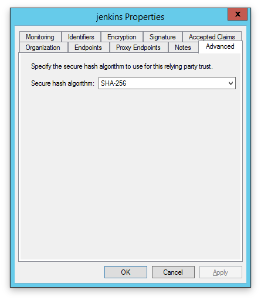 jenkins Properties
x
Monitoring Identifiers Encryption Signature Accepted Claims
Organization Endpoints Proxy Endpoints Notes Advanced
Specify the secure hash algorithm to use for this relying party trust.
Secure hash algorithm: SHA-256
OK Cancel Apply